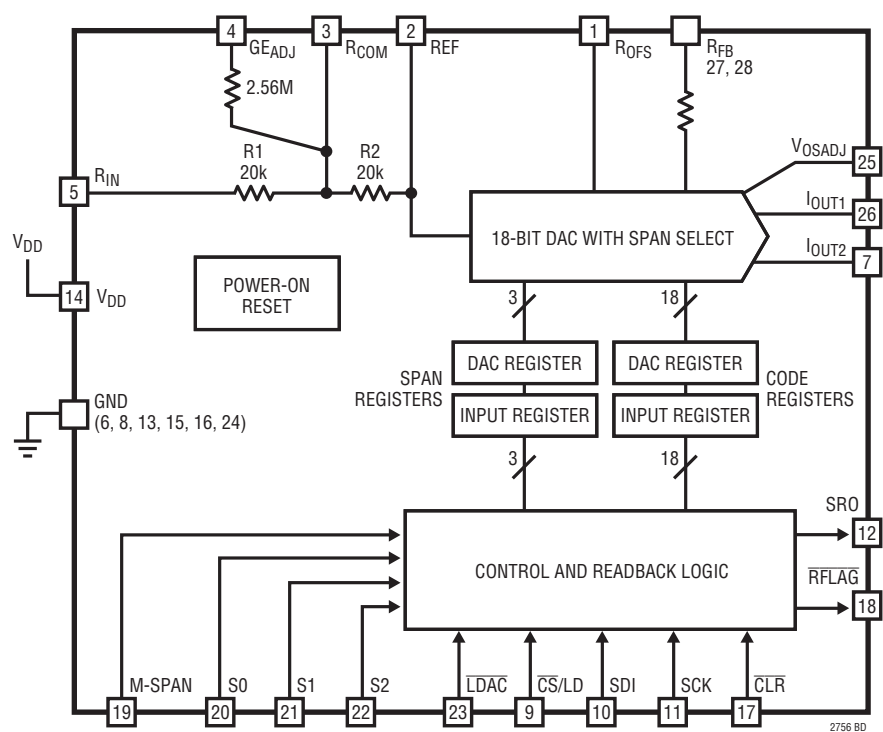 4
3
2
1
GEADJ
RCOM
REF
ROFS
RFB
27, 28
2.56M
VOSADJ
25
R1
20k
R2
20k
RIN
5
IOUT1
26
18-BIT DAC WITH SPAN SELECT
IOUT2
7
VDD
14
VDD
POWER-ON
RESET
3
18
SPAN
REGISTERS
DAC REGISTER
DAC REGISTER
CODE
REGISTERS
INPUT REGISTER
INPUT REGISTER
GND
(6, 8, 13, 15, 16, 24)
3
18
SRO
12
CONTROL AND READBACK LOGIC
RFLAG
18
M-SPAN
S0
S1
S2
LDAC
CS/LD
SDI
SCK
CLR
19
20
21
22
23
9
10
11
17
2756 BD